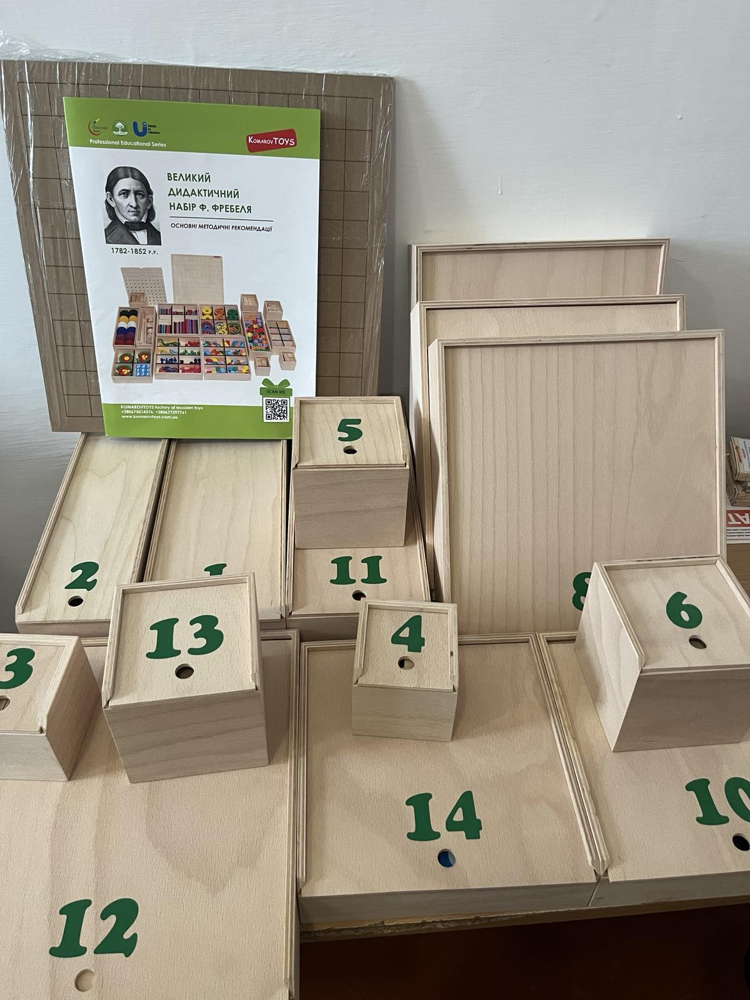 Made
in
Ukraine
Professional Educational Series
KOMAROVTOYS
ВЕЛИКИЙ
ДИДАКТИЧНИЙ
НАБІР Ф. ФРЕБЕЛЯ
ОСНОВНІ МЕТОДИЧНІ РЕКОМЕНДАЦІЇ
1782-1852 Р.Р.
SCAN ME
KOMAROVTOYS factory of wooden toys
+380675014376, +380677297761
www.komarovtoys.com.ua
5
2
1
11
8
6
13
4
3
14
10
12